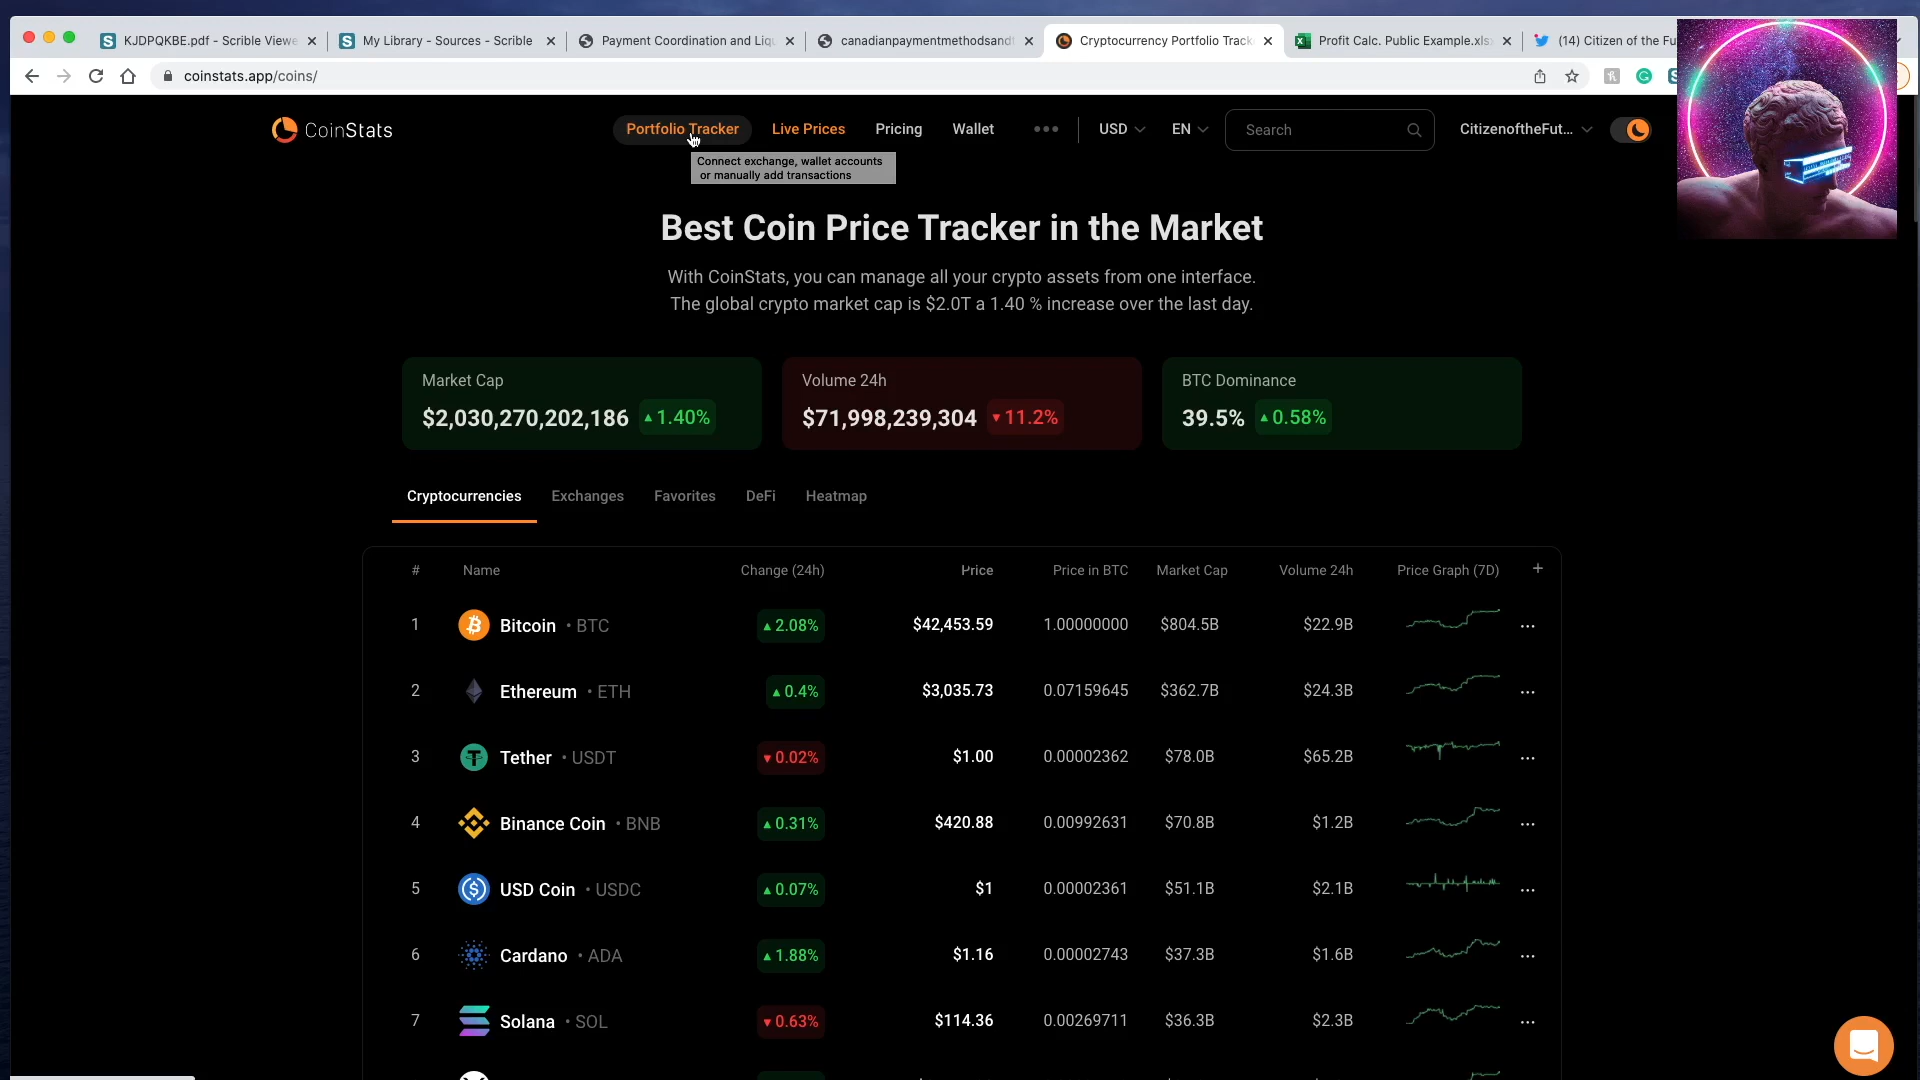 KJDPQKBE.pdf - Scrible Viewe
My Library - Sources - Scrible
Payment Coordination and Liqu
canadianpaymentmethodsandt
Cryptocurrency Portfolio Track
Profit Calc. Public Example.xlsx
(14) Citizen of the Fu
coinstats.app/coins/
CoinStats
Portfolio Tracker
Live Prices
Pricing
Wallet
USD
EN
Search
CitizenoftheFut...
Connect exchange, wallet accounts
or manually add transactions
Best Coin Price Tracker in the Market
With CoinStats, you can manage all your crypto assets from one interface.
The global crypto market cap is $2.0T a 1.40 % increase over the last day.
Market Cap
$2,030,270,202,186 1.40%
Volume 24h
$71,998,239,304 11.2%
BTC Dominance
39.5% 0.58%
Cryptocurrencies Exchanges Favorites DeFi Heatmap
# Name Change (24h) Price Price in BTC Market Cap Volume 24h Price Graph (7D) +
1 Bitcoin • BTC 2.08% $42,453.59 1.00000000 $804.5B $22.9B
2 Ethereum • ETH 0.4% $3,035.73 0.07159645 $362.7B $24.3B
3 Tether • USDT 0.02% $1.00 0.00002362 $78.0B $65.2B
4 Binance Coin • BNB 0.31% $420.88 0.00992631 $70.8B $1.2B
5 USD Coin • USDC 0.07% $1 0.00002361 $51.1B $2.1B
6 Cardano • ADA 1.88% $1.16 0.00002743 $37.3B $1.6B
7 Solana • SOL 0.63% $114.36 0.00269711 $36.3B $2.3B